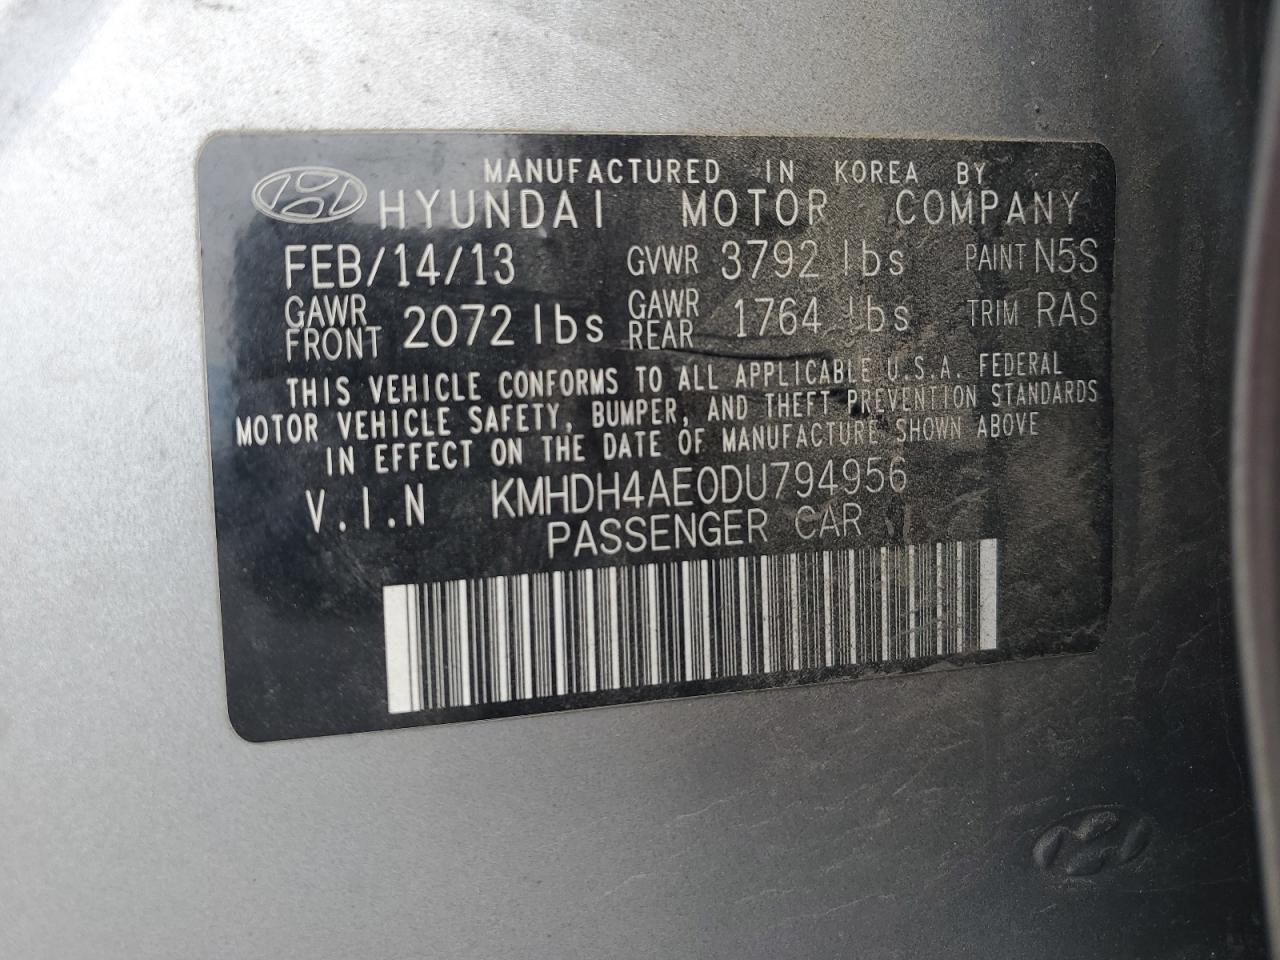 MANUFACTURED IN KOREA BY
HYUNDAI MOTOR COMPANY
FEB/14/13 GVWR 3792 lbs PAINT N5S
GAWR FRONT 2072 lbs GAWR REAR 1764 lbs TRIM RAS
THIS VEHICLE CONFORMS TO ALL APPLICABLE U.S.A. FEDERAL
MOTOR VEHICLE SAFETY, BUMPER, AND THEFT PREVENTION STANDARDS
IN EFFECT ON THE DATE OF MANUFACTURE SHOWN ABOVE
V.I.N KMHDH4AE0DU794956
PASSENGER CAR